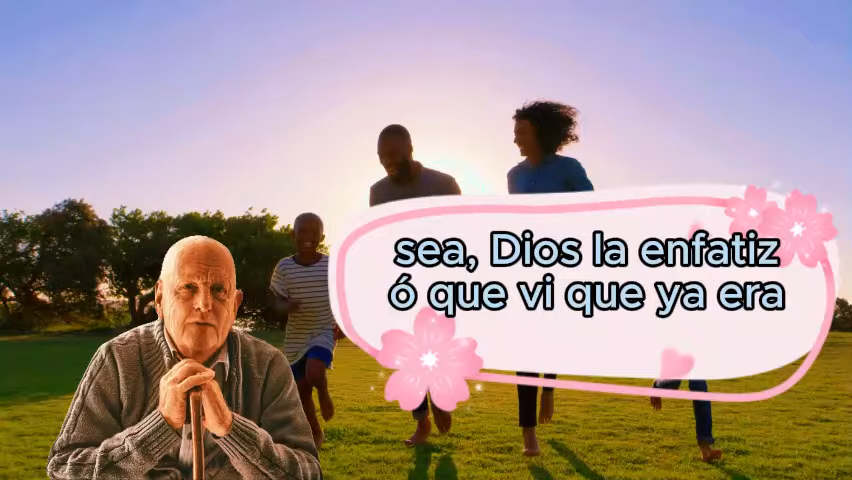 sea, Dios la enfatiz
ó que vi que ya era